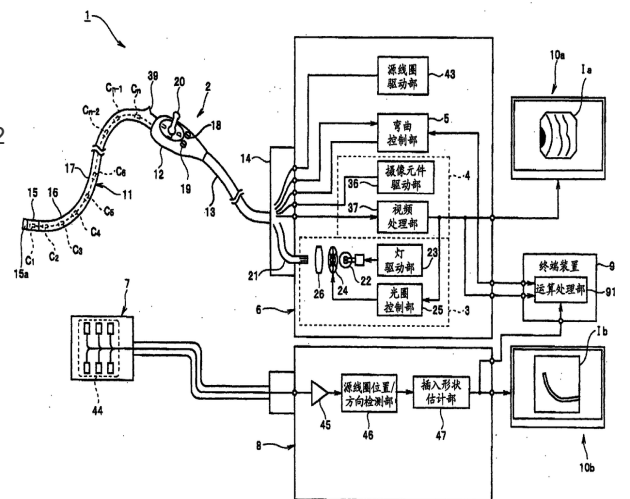 1
39
Cn-1
Cn
20
2
Cn-2
18
17
12
19
C6
15
16
11
13
C5
C4
15a
C1
C2
C3
14
源线圈
驱动部
43
弯曲
控制部
5
摄像元件
驱动部
36
4
37
视频
处理部
灯
驱动部
23
21
26
24
22
光圈
控制部
25
3
6
10a
Ia
终端装置
9
运算处理部
91
7
44
45
源线圈位置/
方向检测部
46
插入形状
估计部
47
8
Ib
10b
2